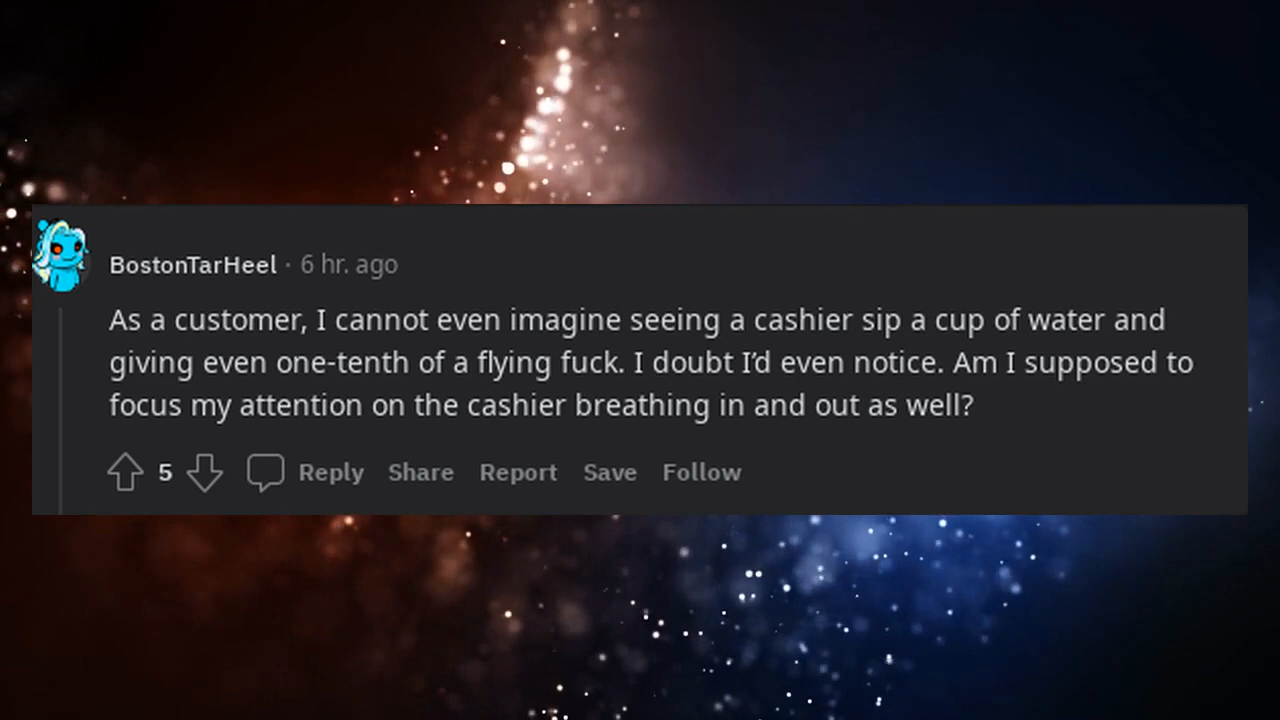 BostonTarHeel · 6 hr. ago
As a customer, I cannot even imagine seeing a cashier sip a cup of water and
giving even one-tenth of a flying fuck. I doubt I'd even notice. Am I supposed to
focus my attention on the cashier breathing in and out as well?
5 Reply Share Report Save Follow